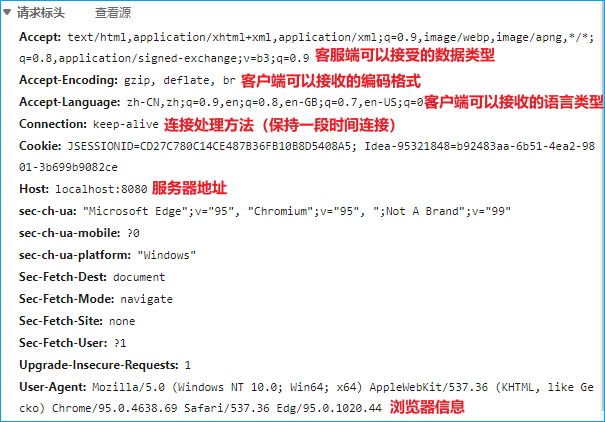 请求标头 查看源
Accept: text/html,application/xhtml+xml,application/xml;q=0.9,image/webp,image/apng,*/*;
q=0.8,application/signed-exchange;v=b3;q=0.9 客服端可以接受的数据类型
Accept-Encoding: gzip, deflate, br 客户端可以接收的编码格式
Accept-Language: zh-CN,zh;q=0.9,en;q=0.8,en-GB;q=0.7,en-US;q=0 客户端可以接收的语言类型
Connection: keep-alive 连接处理方法（保持一段时间连接）
Cookie: JSESSIONID=CD27C780C14CE487B36FB10B8D5408A5; Idea-95321848=b92483aa-6b51-4ea2-98
01-3b699b9082ce
Host: localhost:8080 服务器地址
sec-ch-ua: "Microsoft Edge";v="95", "Chromium";v="95", ";Not A Brand";v="99"
sec-ch-ua-mobile: ?0
sec-ch-ua-platform: "Windows"
Sec-Fetch-Dest: document
Sec-Fetch-Mode: navigate
Sec-Fetch-Site: none
Sec-Fetch-User: ?1
Upgrade-Insecure-Requests: 1
User-Agent: Mozilla/5.0 (Windows NT 10.0; Win64; x64) AppleWebKit/537.36 (KHTML, like Ge
cko) Chrome/95.0.4638.69 Safari/537.36 Edg/95.0.1020.44 浏览器信息